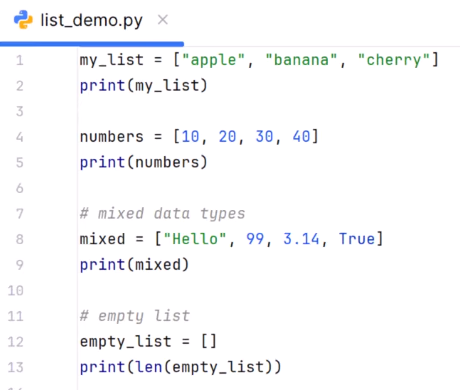 list_demo.py ×
1 my_list = ["apple", "banana", "cherry"]
2 print(my_list)
3
4 numbers = [10, 20, 30, 40]
5 print(numbers)
6
7 # mixed data types
8 mixed = ["Hello", 99, 3.14, True]
9 print(mixed)
10
11 # empty list
12 empty_list = []
13 print(len(empty_list))